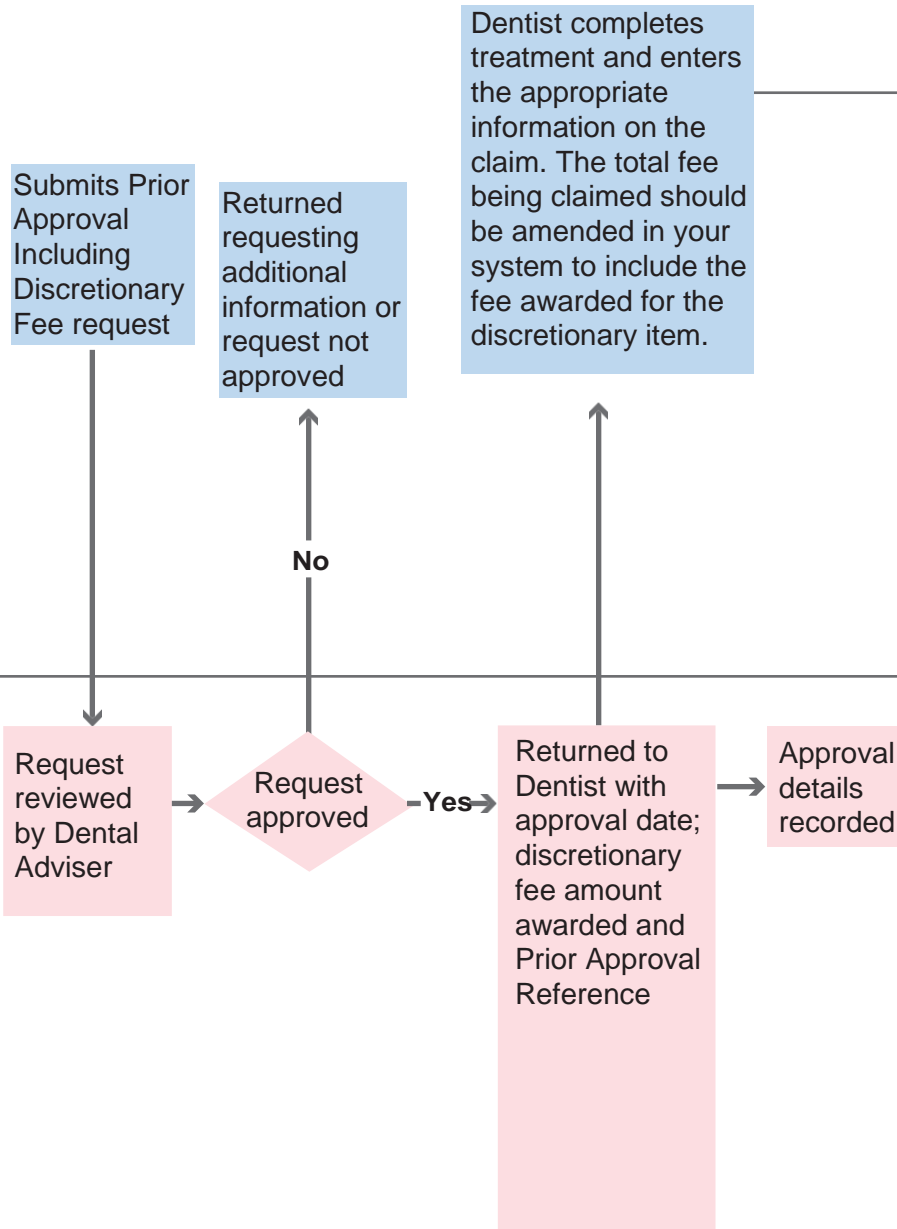 Submits Prior
Approval
Including
Discretionary
Fee request
Returned
requesting
additional
information or
request not
approved
Dentist completes
treatment and enters
the appropriate
information on the
claim. The total fee
being claimed should
be amended in your
system to include the
fee awarded for the
discretionary item.
No
Request
reviewed
by Dental
Adviser
Request
approved
Yes
Returned to
Dentist with
approval date;
discretionary
fee amount
awarded and
Prior Approval
Reference
Approval
details
recorded